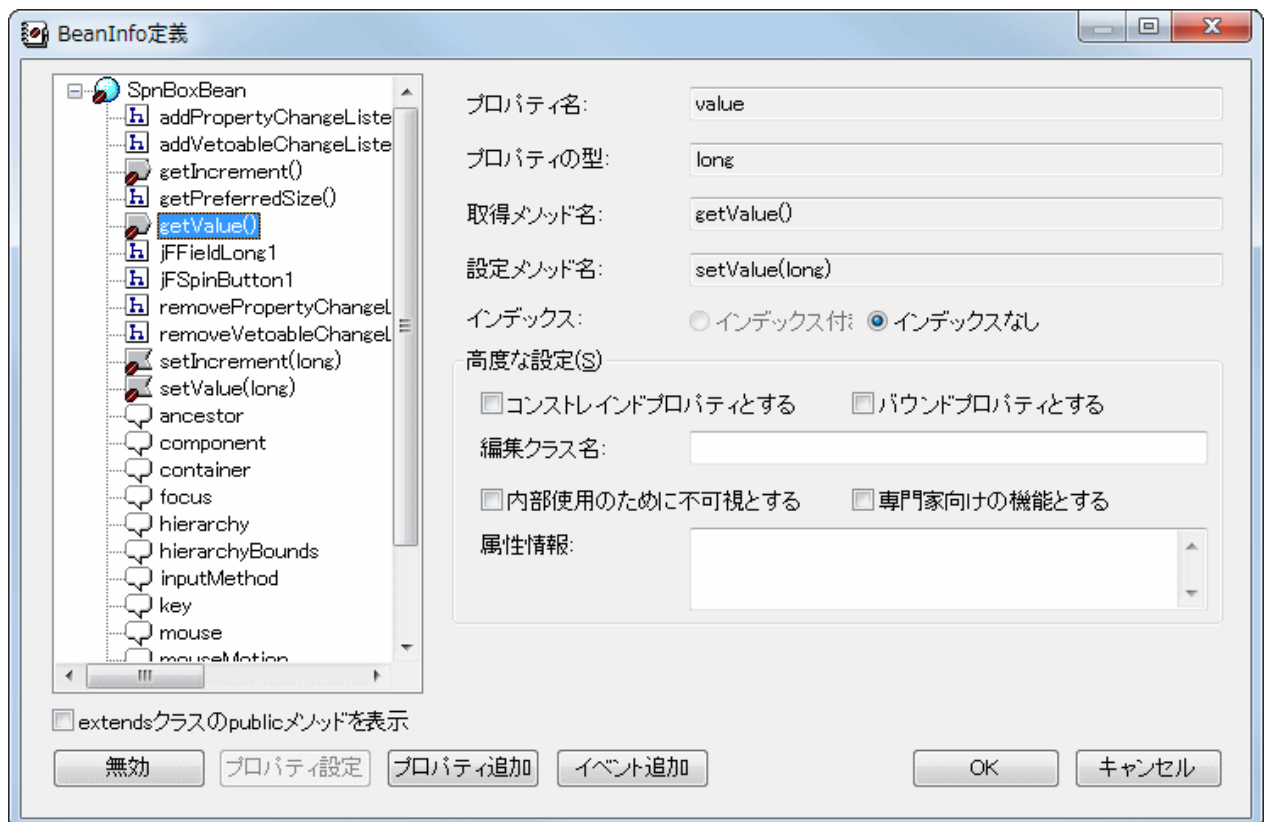 BeanInfo定義
SpnBoxBean
addPropertyChangeListe
addVetoableChangeListe
getIncrement()
getPreferredSize()
getValue()
jFFieldLong1
jFSpinButton1
removePropertyChangeL
removeVetoableChangeL
setIncrement(long)
setValue(long)
ancestor
component
container
focus
hierarchy
hierarchyBounds
inputMethod
key
mouse
mouseMotion
extendsクラスのpublicメソッドを表示
プロパティ名: value
プロパティの型: long
取得メソッド名: getValue()
設定メソッド名: setValue(long)
インデックス: インデックス付き インデックスなし
高度な設定(S)
コンストレインドプロパティとする バウンドプロパティとする
編集クラス名:
内部使用のために不可視とする 専門家向けの機能とする
属性情報:
無効 プロパティ設定 プロパティ追加 イベント追加 OK キャンセル